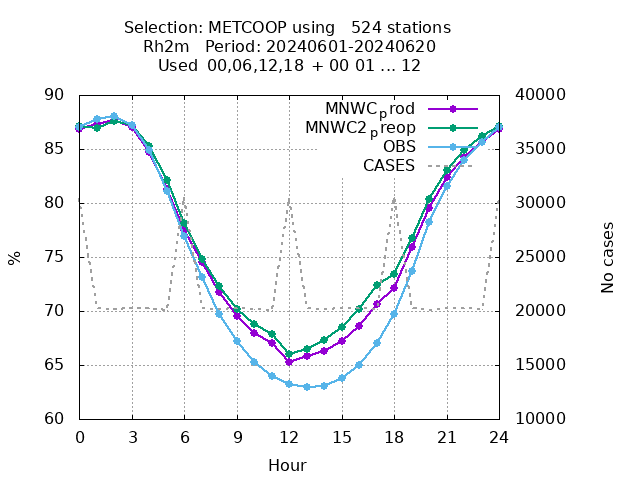 Selection: METCOOP using   524 stations
Rh2m   Period: 20240601-20240620
Used  00,06,12,18  + 00 01 ... 12
90
85
80
75
70
65
60
%
40000
35000
30000
25000
20000
15000
10000
No cases
MNWCprod
MNWC2preop
OBS
CASES
0 3 6 9 12 15 18 21 24
Hour